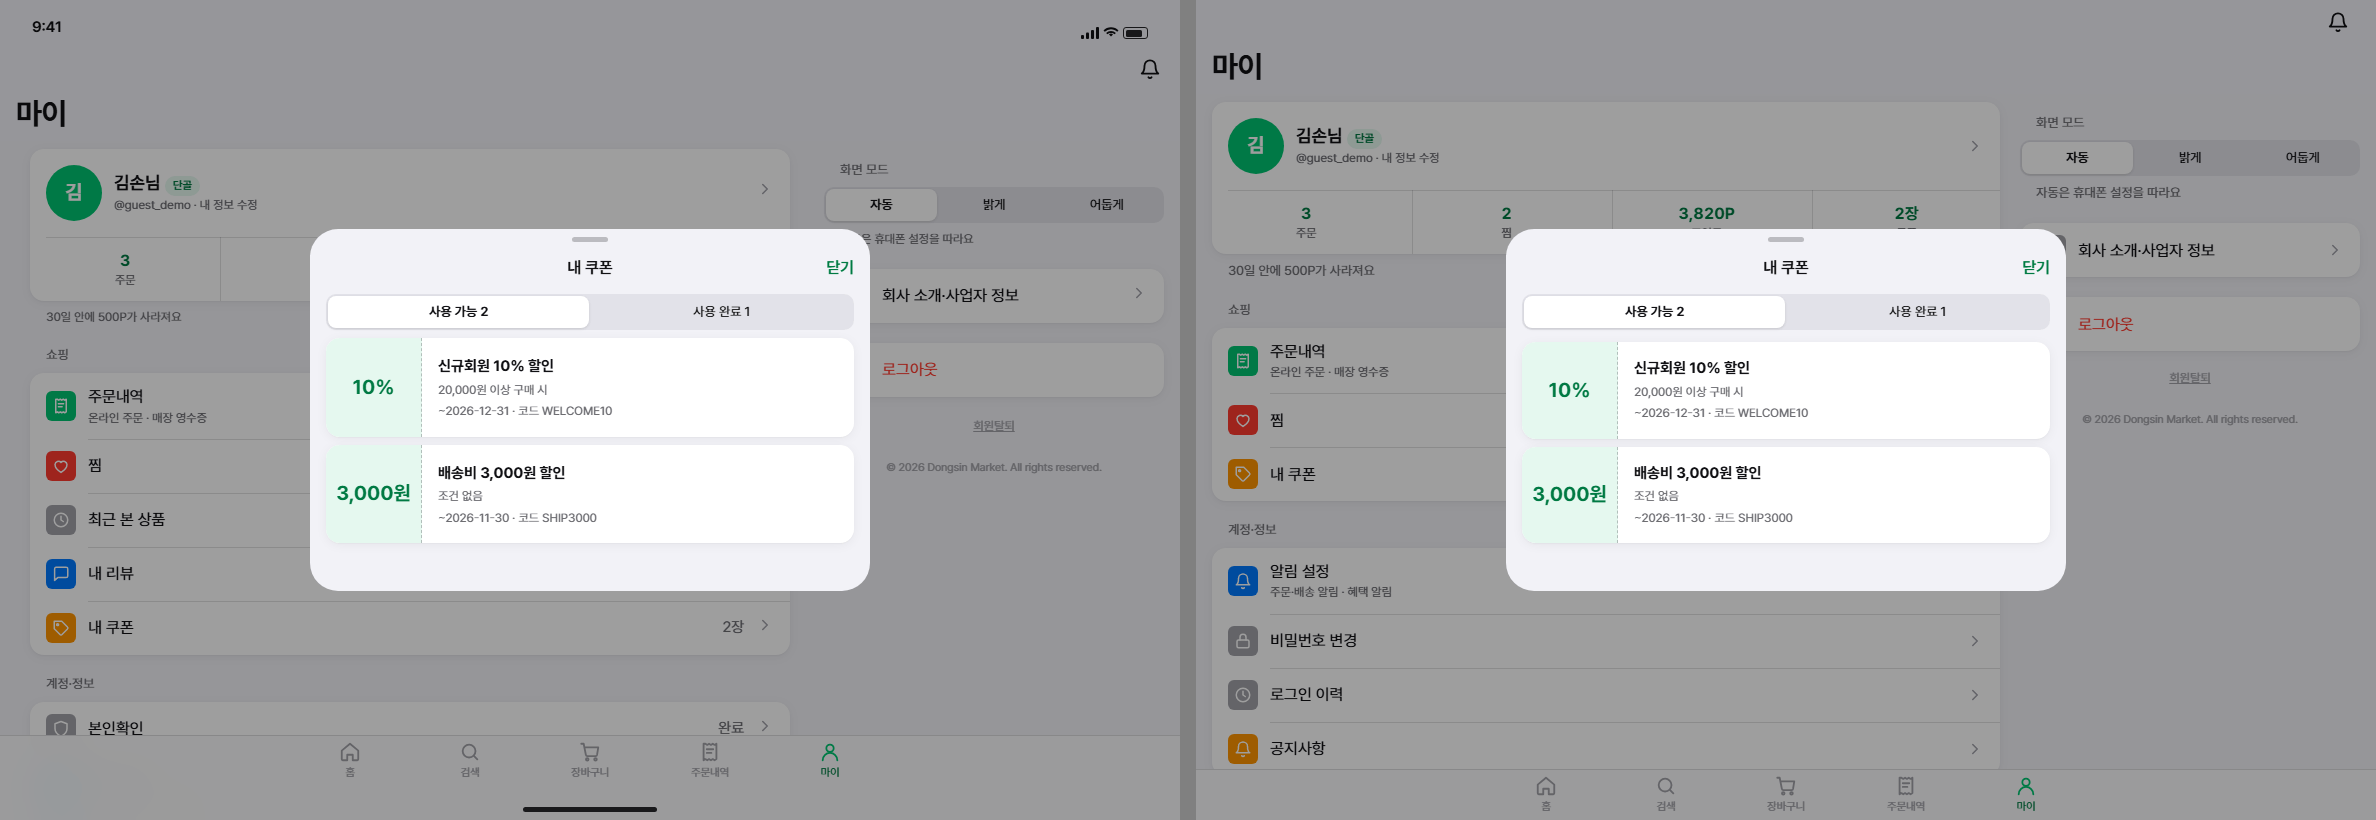 9:41
마이
김
김손님 단골
@guest_demo · 내 정보 수정
3
주문
30일 안에 500P가 사라져요
쇼핑
주문내역
온라인 주문 · 매장 영수증
찜
최근 본 상품
내 리뷰
내 쿠폰
2장
계정·정보
본인확인
완료
화면 모드
자동 밝게 어둡게
은 휴대폰 설정을 따라요
회사 소개·사업자 정보
로그아웃
회원탈퇴
© 2026 Dongsin Market. All rights reserved.
내 쿠폰
닫기
사용 가능 2 사용 완료 1
10%
신규회원 10% 할인
20,000원 이상 구매 시
~2026-12-31 · 코드 WELCOME10
3,000원
배송비 3,000원 할인
조건 없음
~2026-11-30 · 코드 SHIP3000
홈 검색 장바구니 주문내역 마이
마이
김
김손님 단골
@guest_demo · 내 정보 수정
3 2 3,820P 2장
주문 찜
30일 안에 500P가 사라져요
쇼핑
주문내역
온라인 주문 · 매장 영수증
찜
내 쿠폰
계정·정보
알림 설정
주문·배송 알림 · 혜택 알림
비밀번호 변경
로그인 이력
공지사항
화면 모드
자동 밝게 어둡게
자동은 휴대폰 설정을 따라요
회사 소개·사업자 정보
로그아웃
회원탈퇴
© 2026 Dongsin Market. All rights reserved.
내 쿠폰
닫기
사용 가능 2 사용 완료 1
10%
신규회원 10% 할인
20,000원 이상 구매 시
~2026-12-31 · 코드 WELCOME10
3,000원
배송비 3,000원 할인
조건 없음
~2026-11-30 · 코드 SHIP3000
홈 검색 장바구니 주문내역 마이